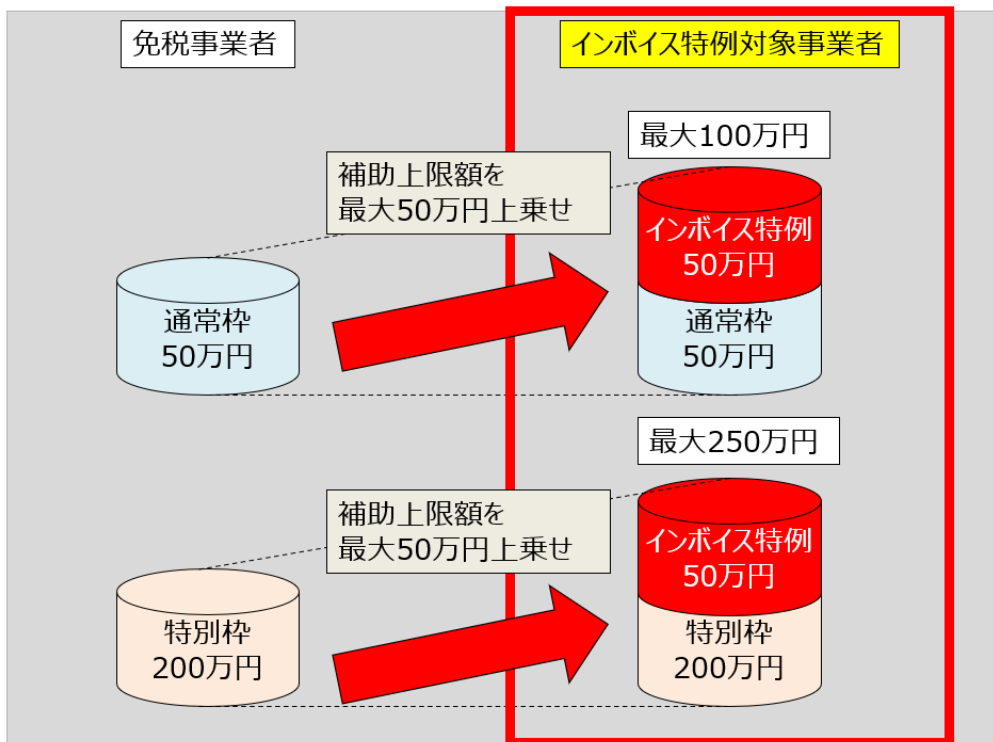 免税事業者
インボイス特例対象事業者
最大100万円
補助上限額を
最大50万円上乗せ
インボイス特例
50万円
通常枠
50万円
通常枠
50万円
最大250万円
補助上限額を
最大50万円上乗せ
インボイス特例
50万円
特別枠
200万円
特別枠
200万円